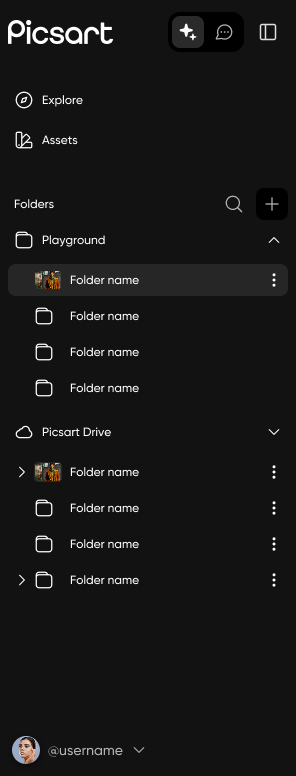 Picsart
Explore
Assets
Folders
Playground
Folder name
Folder name
Folder name
Folder name
Picsart Drive
Folder name
Folder name
Folder name
Folder name
@username